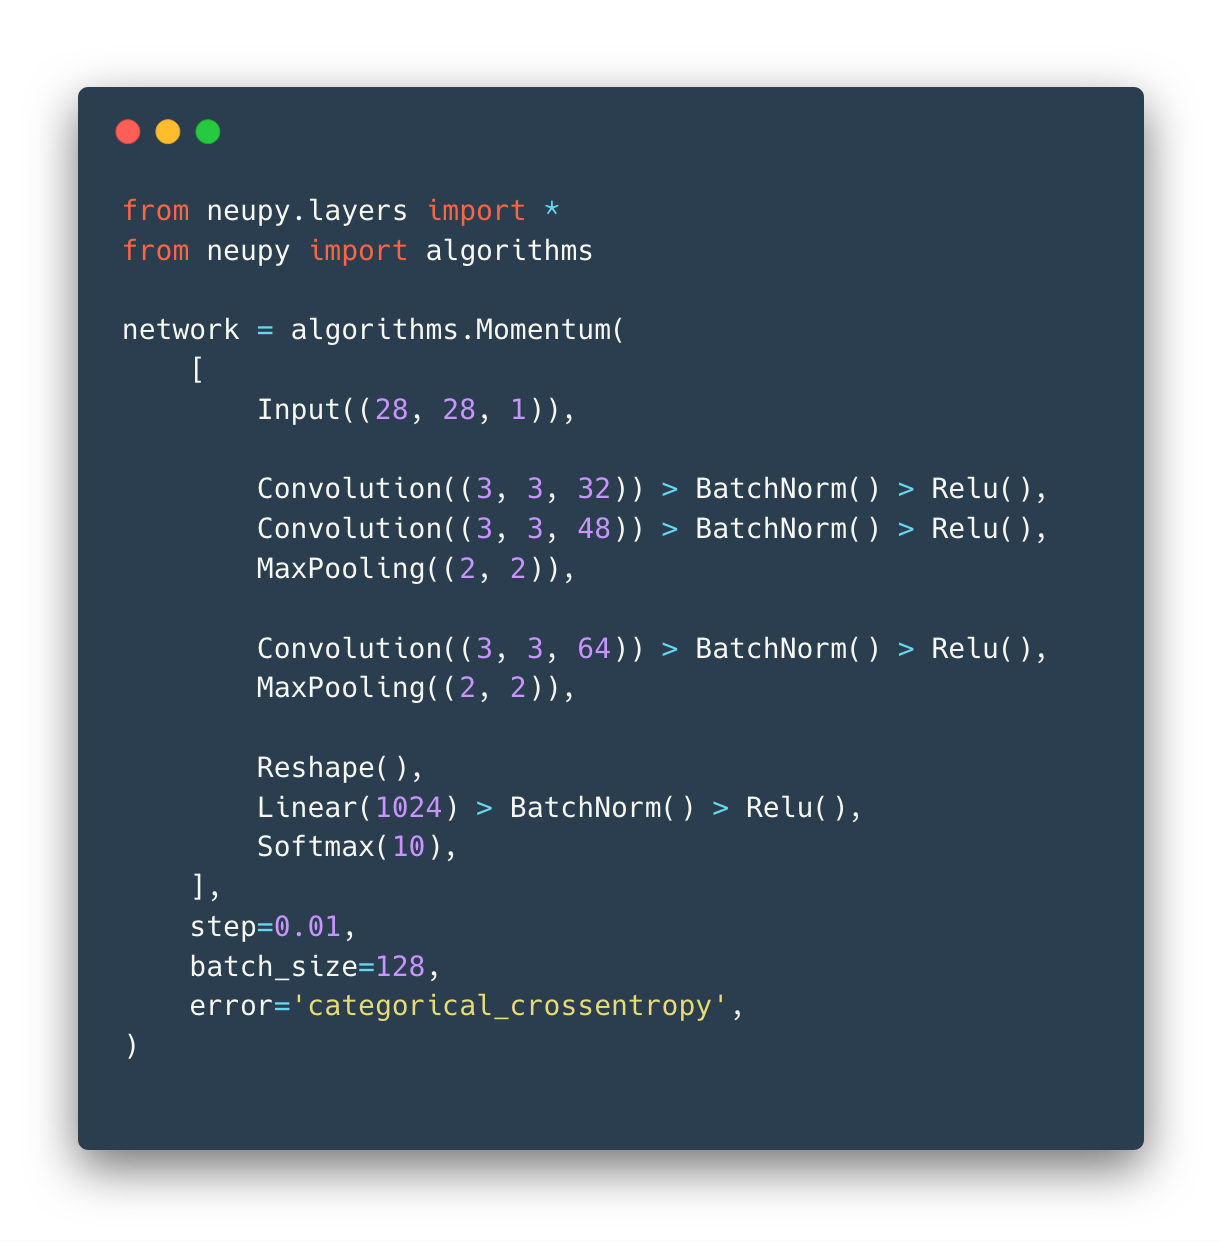 from neupy.layers import *
from neupy import algorithms

network = algorithms.Momentum(
    [
        Input((28, 28, 1)),

        Convolution((3, 3, 32)) > BatchNorm() > Relu(),
        Convolution((3, 3, 48)) > BatchNorm() > Relu(),
        MaxPooling((2, 2)),

        Convolution((3, 3, 64)) > BatchNorm() > Relu(),
        MaxPooling((2, 2)),

        Reshape(),
        Linear(1024) > BatchNorm() > Relu(),
        Softmax(10),
    ],
    step=0.01,
    batch_size=128,
    error='categorical_crossentropy',
)